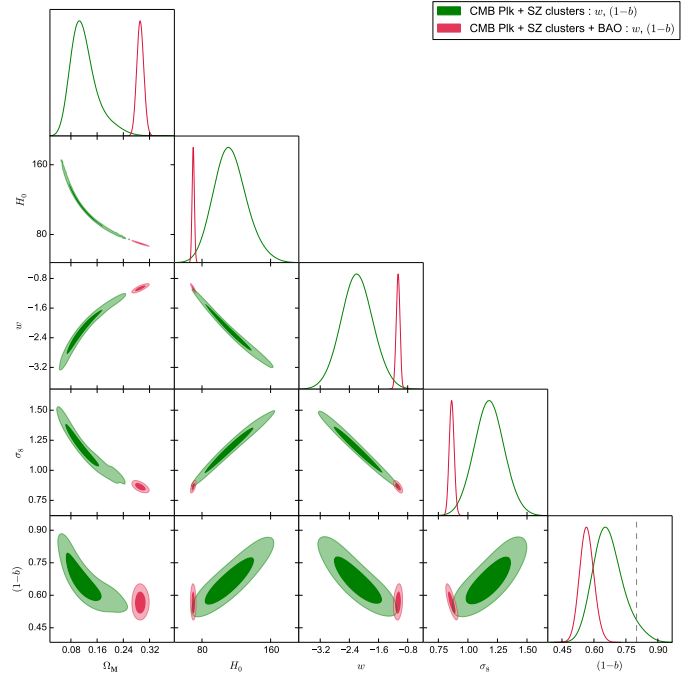 CMB Plk + SZ clusters : w, (1−b)
CMB Plk + SZ clusters + BAO : w, (1−b)
160
80
H₀
−0.8
−1.6
−2.4
−3.2
w
1.50
1.25
1.00
0.75
σ₈
0.90
0.75
0.60
0.45
(1−b)
0.08 0.16 0.24 0.32
80 160
−3.2 −2.4 −1.6 −0.8
0.75 1.00 1.25 1.50
0.45 0.60 0.75 0.90
Ω_M H₀ w σ₈ (1−b)